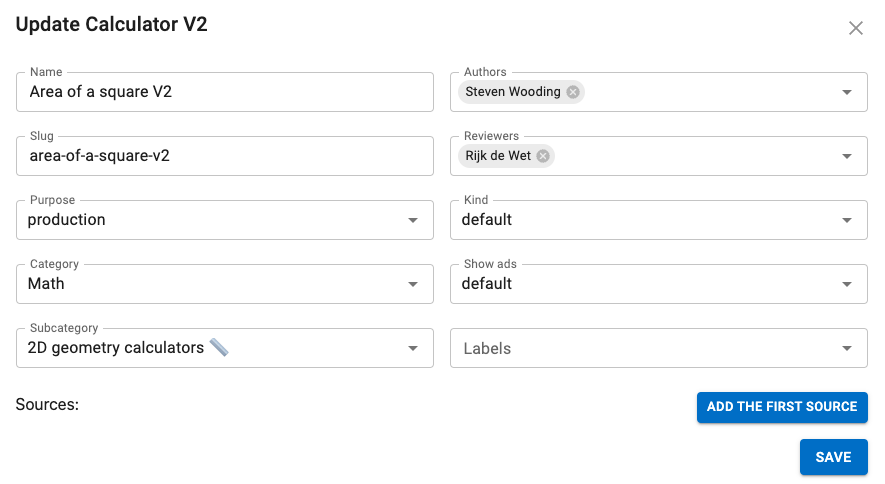 Update Calculator V2
Name
Area of a square V2
Authors
Steven Wooding
Slug
area-of-a-square-v2
Reviewers
Rijk de Wet
Purpose
production
Kind
default
Category
Math
Show ads
default
Subcategory
2D geometry calculators 📏
Labels
Sources:
ADD THE FIRST SOURCE
SAVE